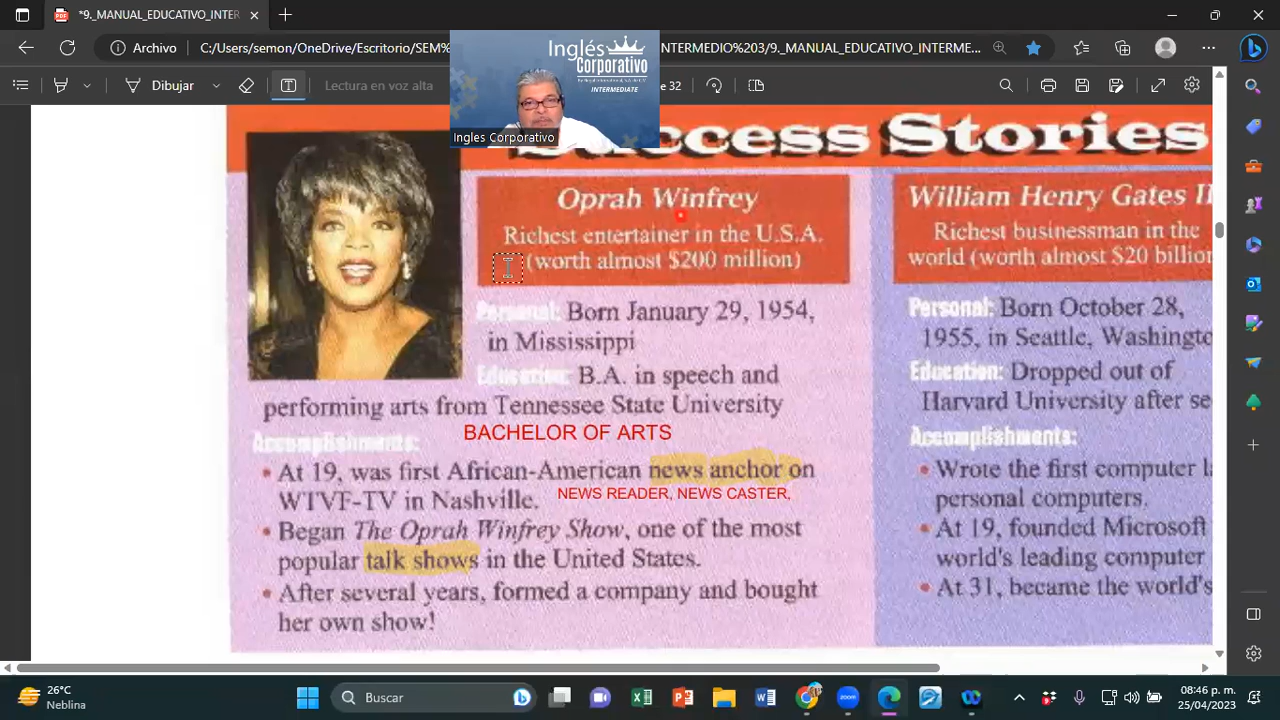 *9._MANUAL_EDUCATIVO_INTER
Archivo
C:/Users/semon/OneDrive/Escritorio/SEM%
NTERMEDIO%203/9._MANUAL_EDUCATIVO_INTERME...
Dibujar
Lectura en voz alta
e 32
Inglés
Corporativo
INTERMEDIATE
Ingles Corporativo
Success Stories
Oprah Winfrey
Richest entertainer in the U.S.A.
(worth almost $200 million)
Personal: Born January 29, 1954,
in Mississippi
Education: B.A. in speech and
performing arts from Tennessee State University
BACHELOR OF ARTS
Accomplishments:
• At 19, was first African-American news anchor on
WTVF-TV in Nashville.
NEWS READER, NEWS CASTER,
• Began The Oprah Winfrey Show, one of the most
popular talk shows in the United States.
• After several years, formed a company and bought
her own show!
William Henry Gates II
Richest businessman in the
world (worth almost $20 billion
Personal: Born October 28,
1955, in Seattle, Washingto
Education: Dropped out of
Harvard University after se
Accomplishments:
• Wrote the first computer la
personal computers.
• At 19, founded Microsoft
world's leading computer
• At 31, became the world's
26°C
Neblina
Buscar
08:46 p. m.
25/04/2023